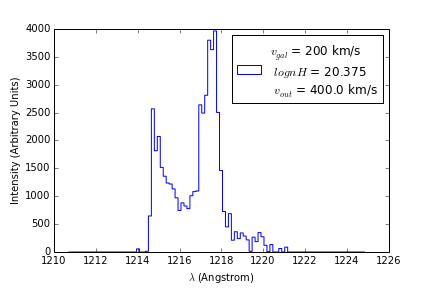 4000
3500
3000
2500
2000
1500
1000
500
0
Intensity (Arbitrary Units)
v_gal = 200 km/s
lognH = 20.375
v_out = 400.0 km/s
1210 1212 1214 1216 1218 1220 1222 1224 1226
λ (Angstrom)